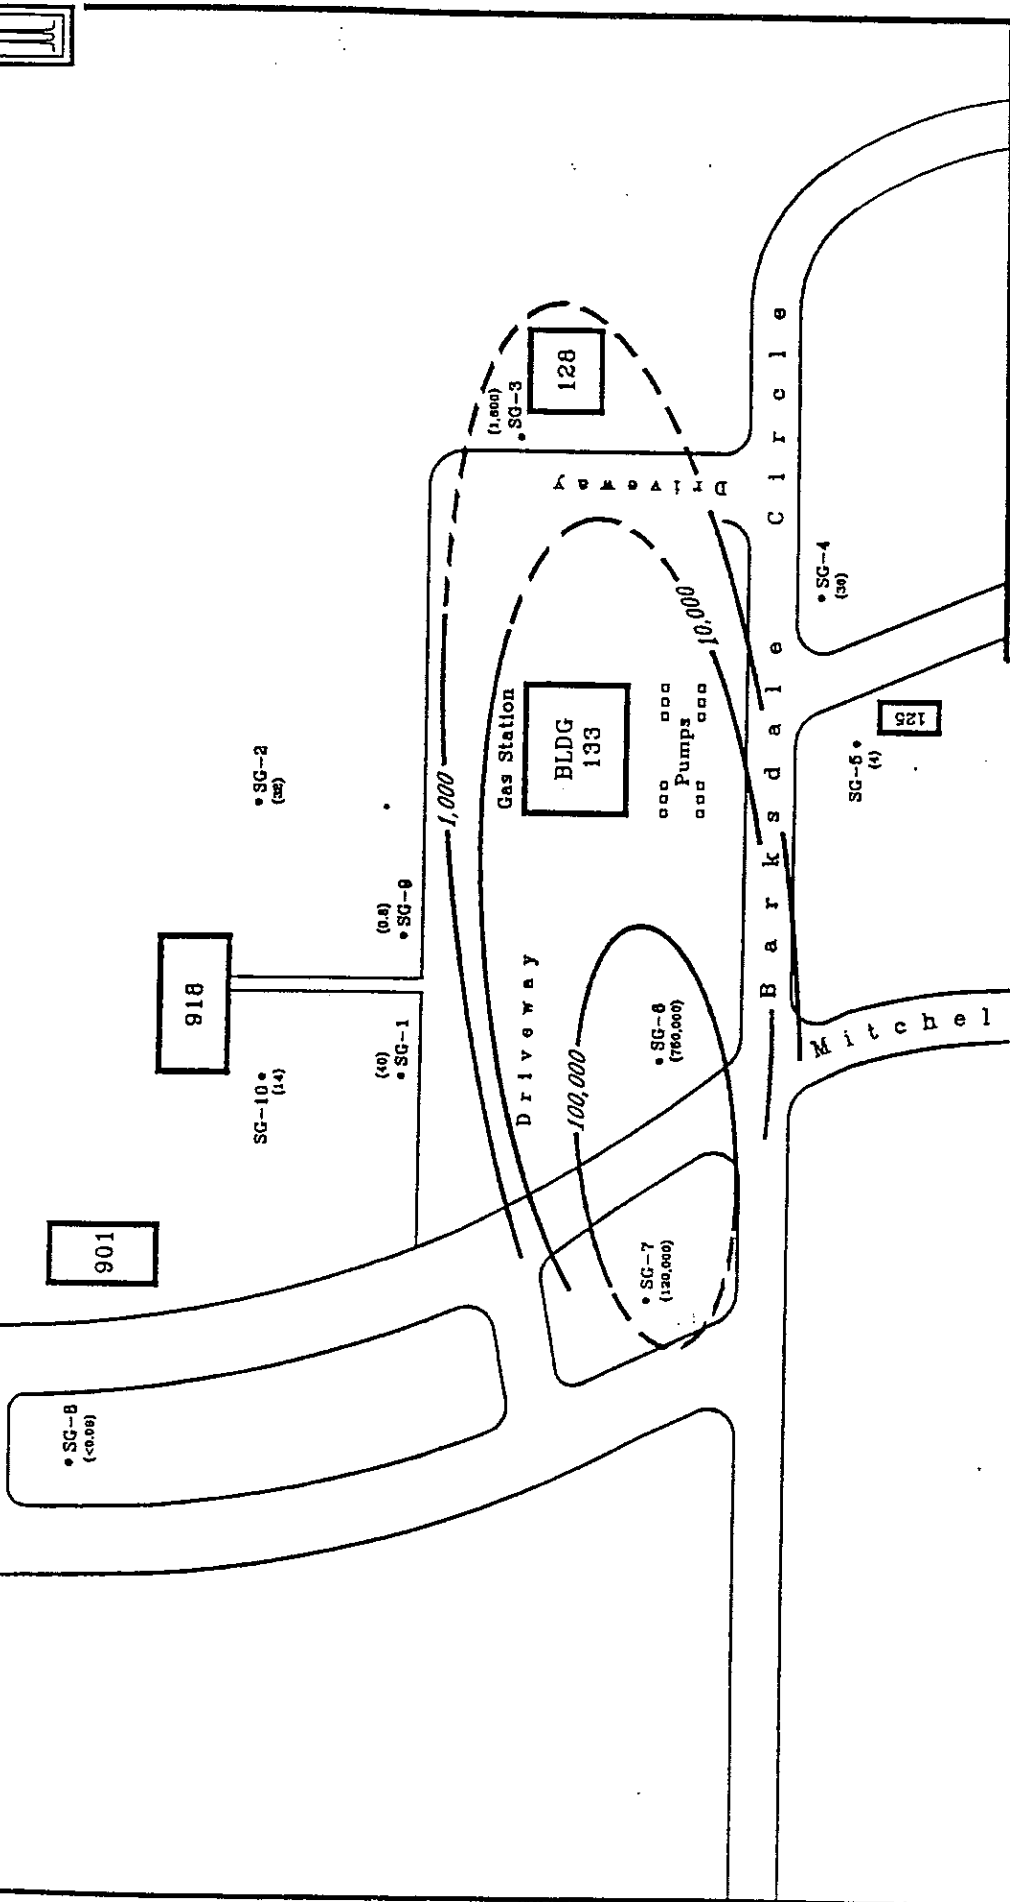 901
918
SG-10
(14)
SG-2
(32)
(40)
SG-1
(0.8)
SG-9
SG-8
(<0.08)
1,000
Gas Station
BLDG
133
Pumps
Driveway
Driveway
(1,800)
SG-3
128
10,000
100,000
SG-6
(760,000)
SG-7
(120,000)
Barksdale Circle
SG-4
(30)
SG-5
(4)
125
Mitchel